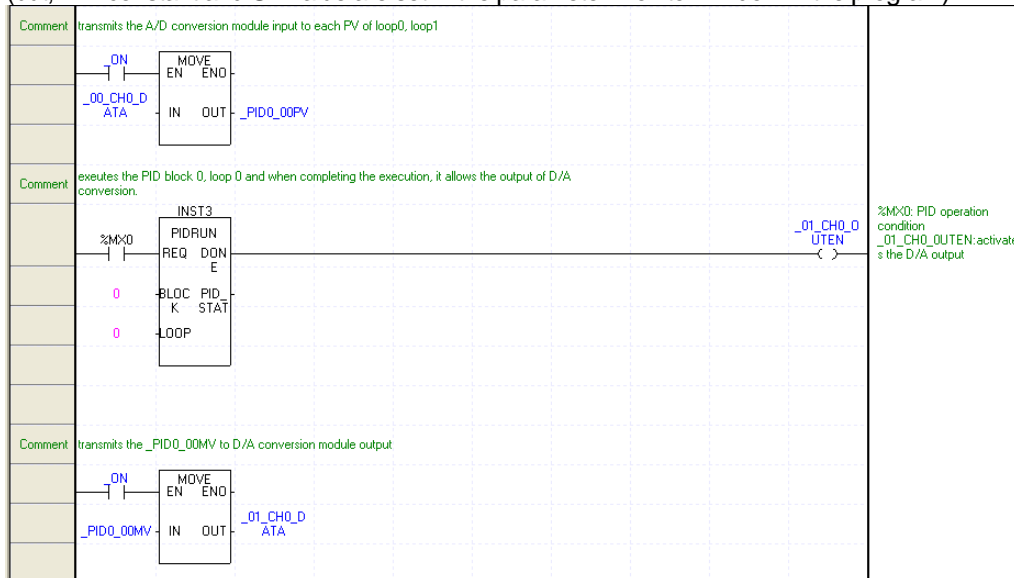 Comment transmits the A/D conversion module input to each PV of loop0, loop1
_ON
MOVE
EN ENO
_00_CH0_D
ATA
IN OUT
_PID0_00PV
Comment exeutes the PID block 0, loop 0 and when completing the execution, it allows the output of D/A
conversion.
INST3
%MX0
PIDRUN
REQ DON
E
0
BLOC PID_
K STAT
0
LOOP
_01_CH0_O
UTEN
%MX0: PID operation
condition
_01_CH0_OUTEN:activate
s the D/A output
Comment transmits the _PID0_00MV to D/A conversion module output
_ON
MOVE
EN ENO
_PID0_00MV
IN OUT
_01_CH0_D
ATA